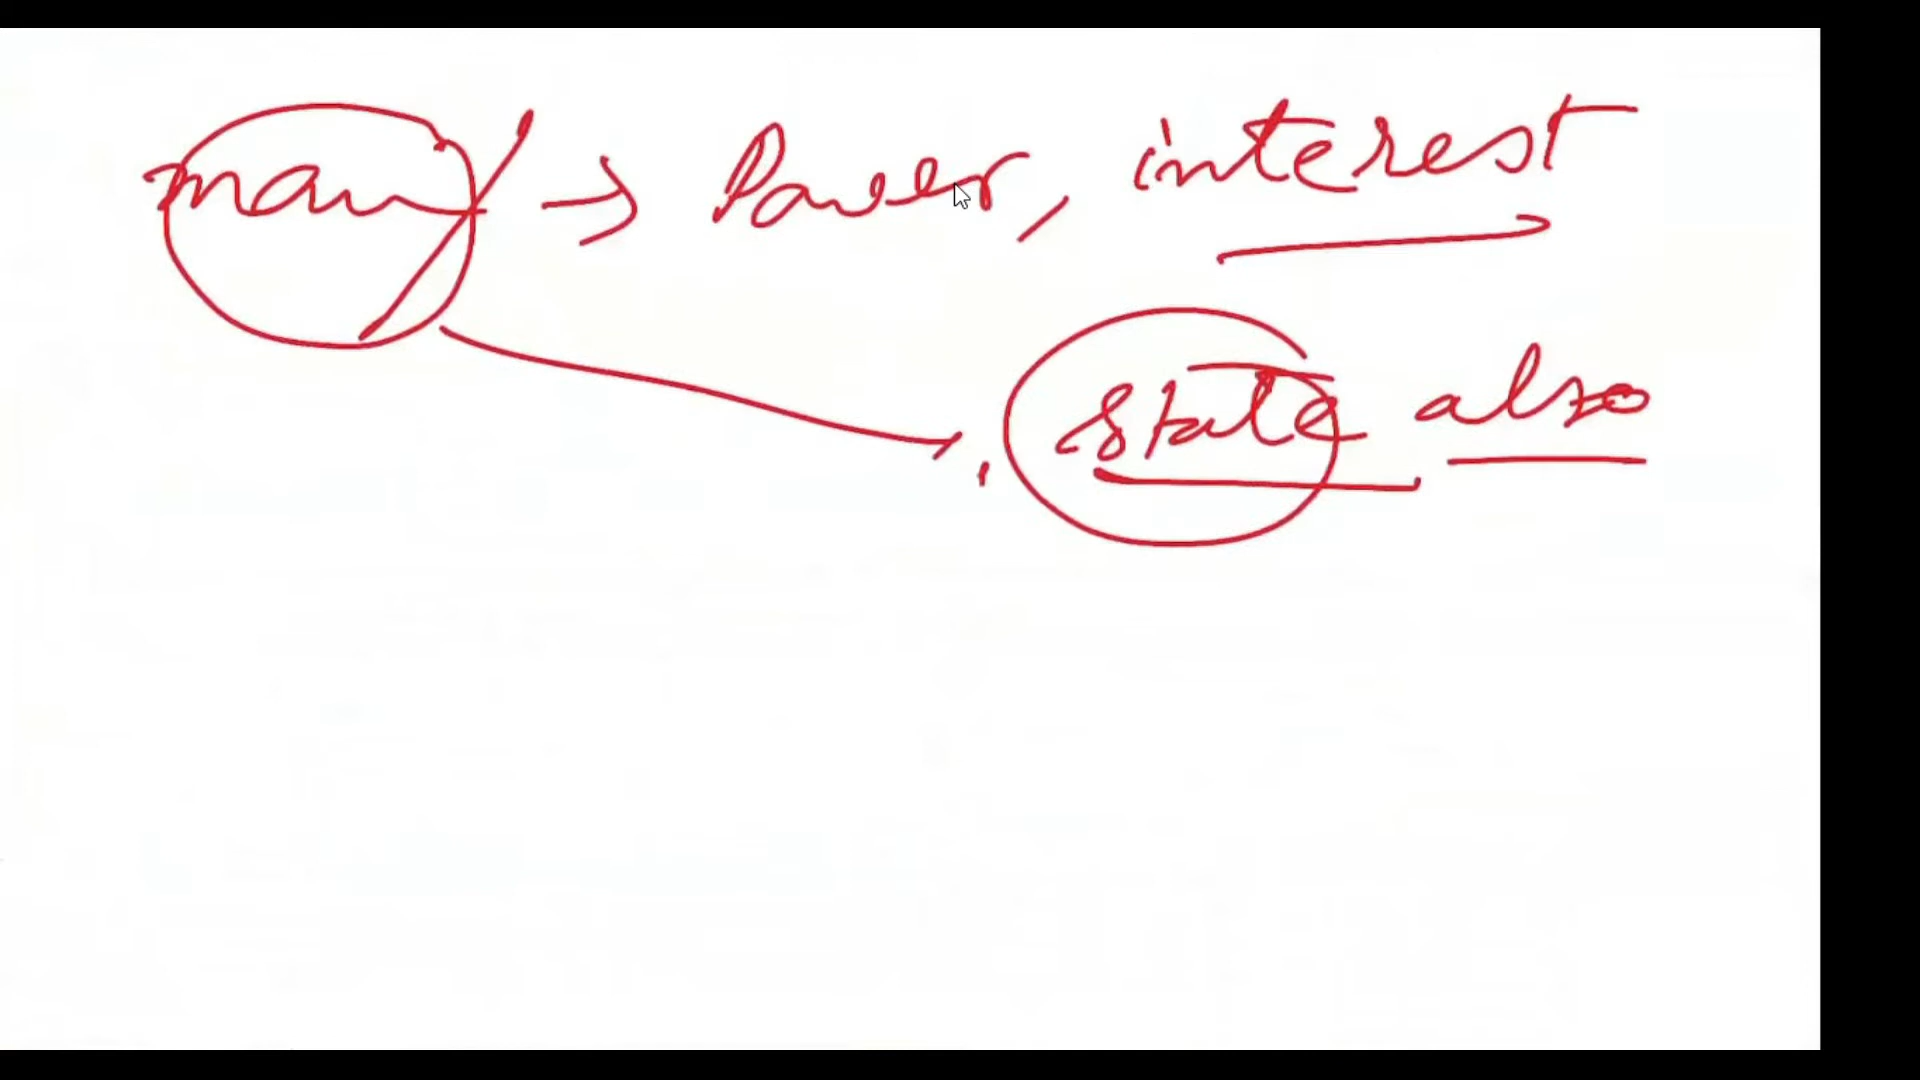 man → Power, interest
state also